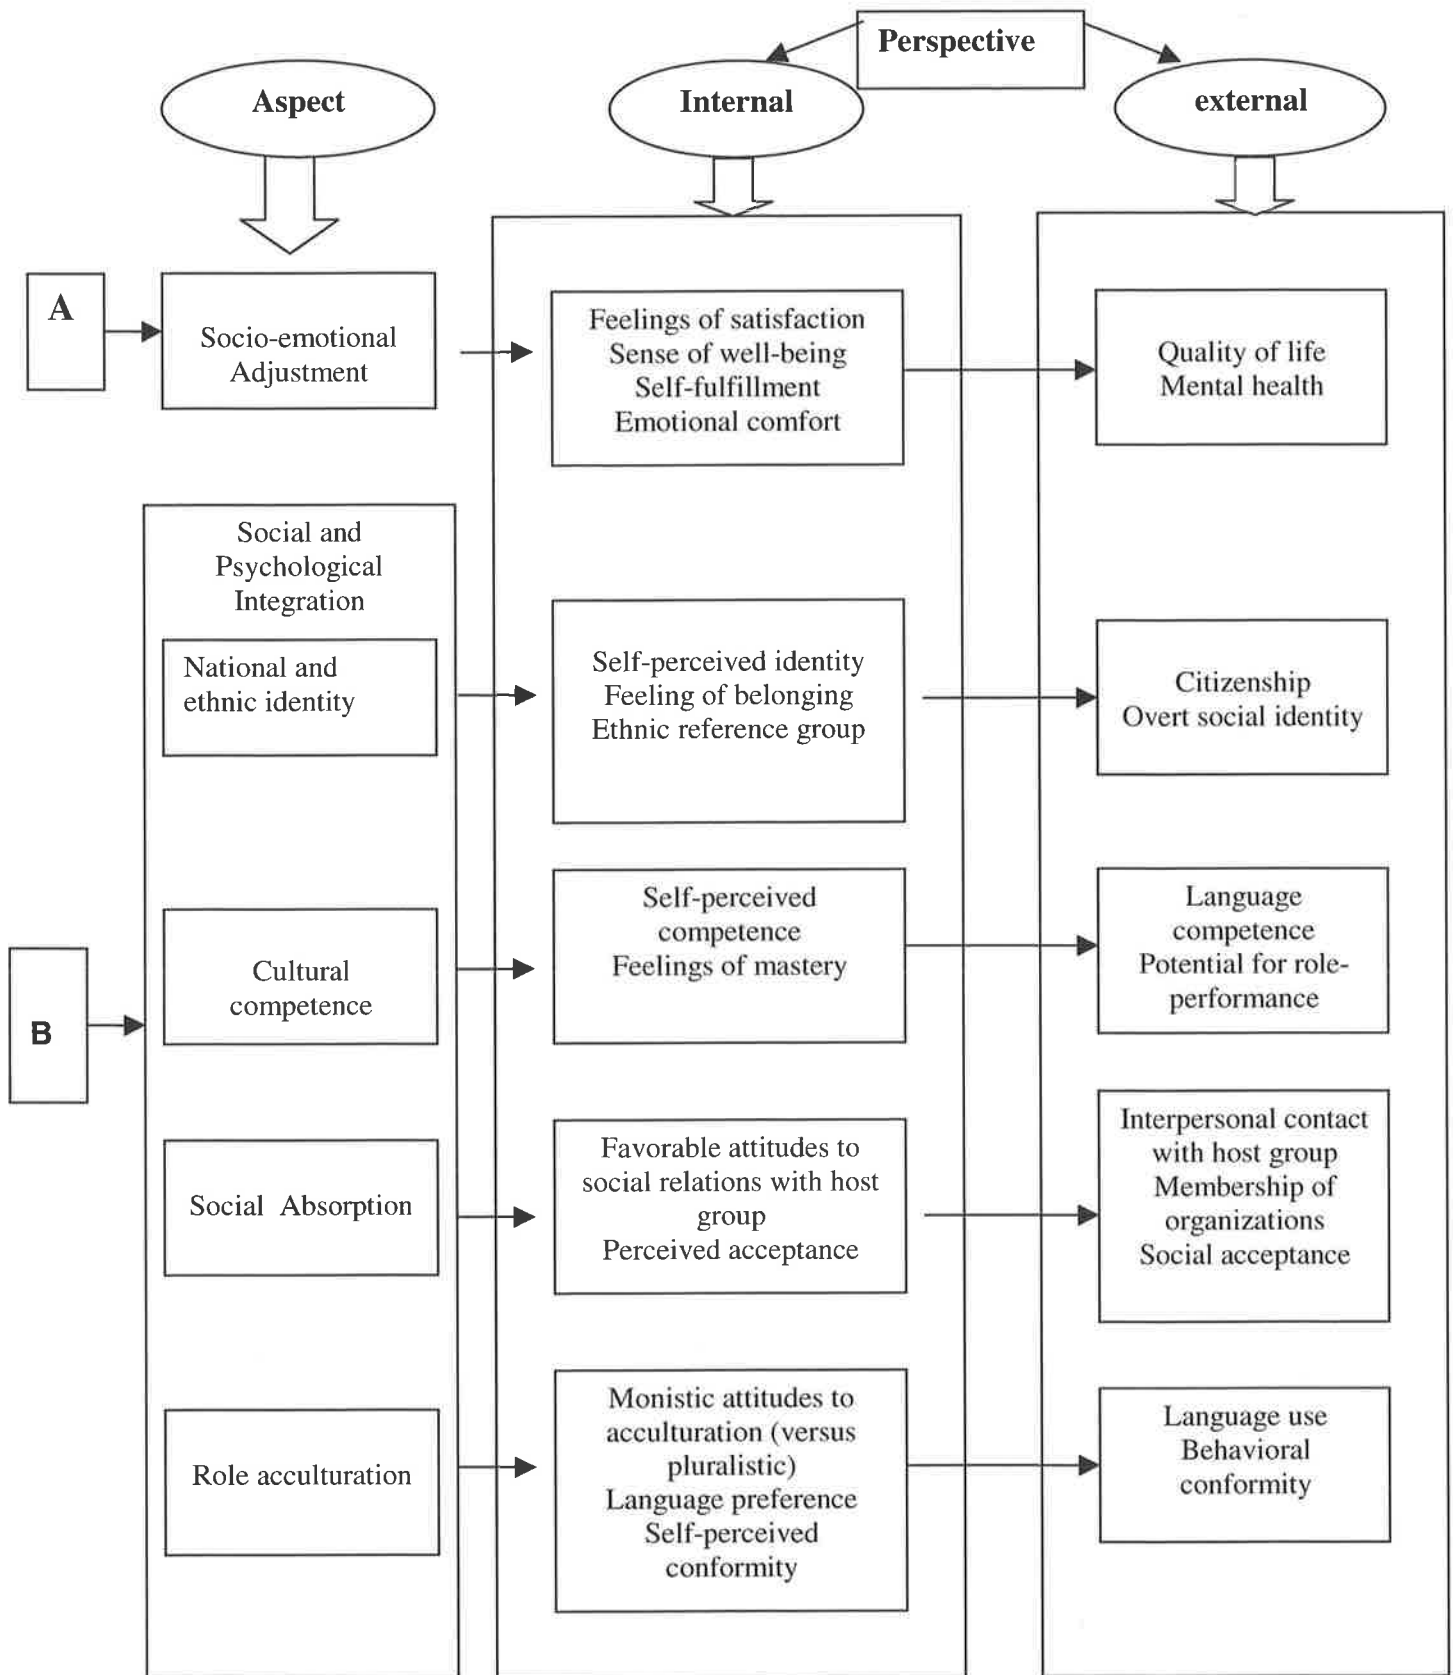 Perspective
Aspect
Internal
external
A
Socio-emotional
Adjustment
Feelings of satisfaction
Sense of well-being
Self-fulfillment
Emotional comfort
Quality of life
Mental health
B
Social and
Psychological
Integration
National and
ethnic identity
Self-perceived identity
Feeling of belonging
Ethnic reference group
Citizenship
Overt social identity
Cultural
competence
Self-perceived
competence
Feelings of mastery
Language
competence
Potential for role-
performance
Social Absorption
Favorable attitudes to
social relations with host
group
Perceived acceptance
Interpersonal contact
with host group
Membership of
organizations
Social acceptance
Role acculturation
Monistic attitudes to
acculturation (versus
pluralistic)
Language preference
Self-perceived
conformity
Language use
Behavioral
conformity